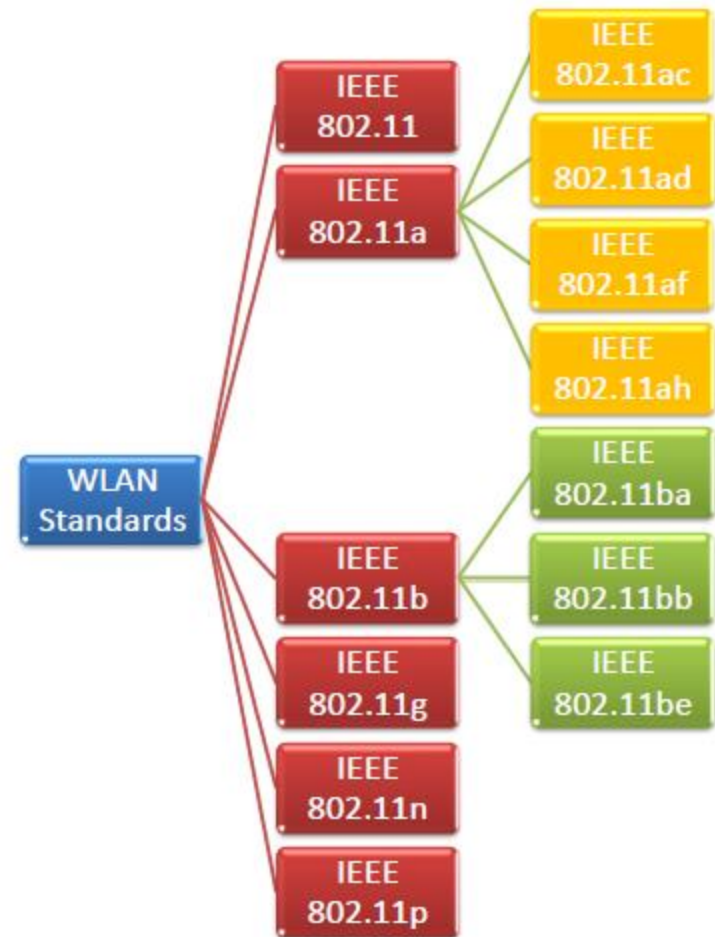 WLAN
Standards
IEEE
802.11
IEEE
802.11a
IEEE
802.11ac
IEEE
802.11ad
IEEE
802.11af
IEEE
802.11ah
IEEE
802.11b
IEEE
802.11ba
IEEE
802.11bb
IEEE
802.11be
IEEE
802.11g
IEEE
802.11n
IEEE
802.11p